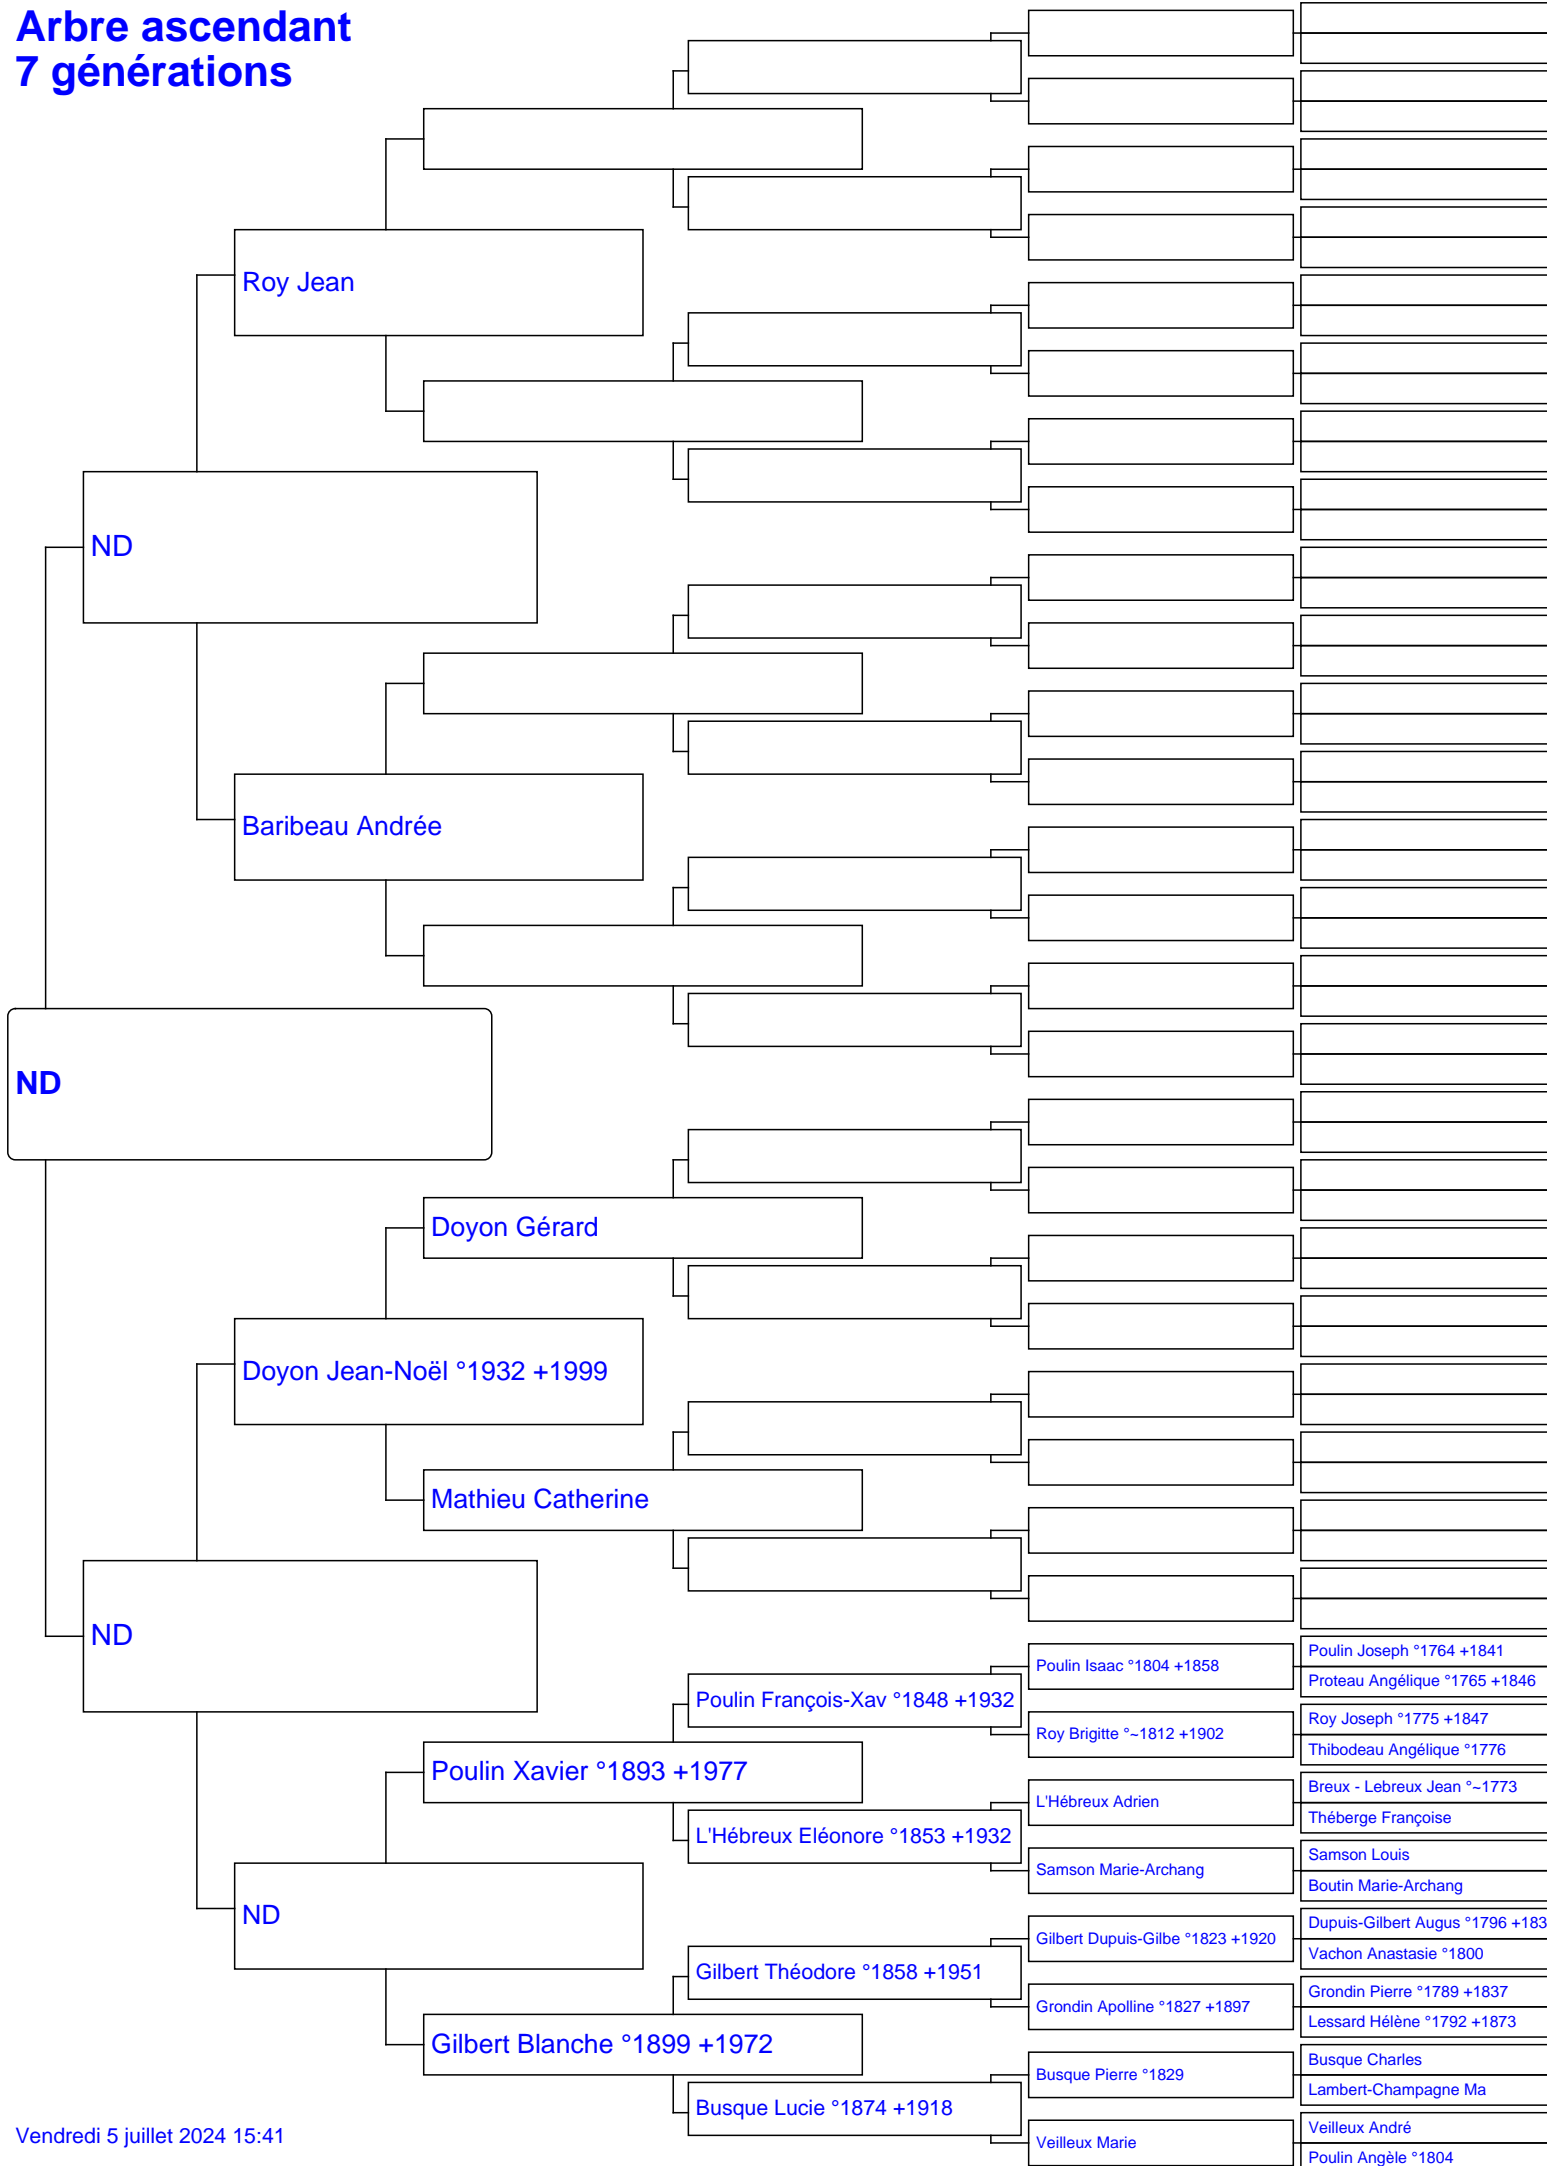 Arbre ascendant
7 générations
Roy Jean
ND
Baribeau Andrée
ND
Doyon Gérard
Doyon Jean-Noël °1932 +1999
Mathieu Catherine
ND
Poulin Joseph °1764 +1841
Poulin Isaac °1804 +1858
Proteau Angélique °1765 +1846
Poulin François-Xav °1848 +1932
Roy Joseph °1775 +1847
Roy Brigitte °~1812 +1902
Thibodeau Angélique °1776
Poulin Xavier °1893 +1977
Breux - Lebreux Jean °~1773
L'Hébreux Adrien
Théberge Françoise
L'Hébreux Eléonore °1853 +1932
Samson Louis
Samson Marie-Archang
Boutin Marie-Archang
ND
Dupuis-Gilbert Augus °1796 +183
Gilbert Dupuis-Gilbe °1823 +1920
Vachon Anastasie °1800
Gilbert Théodore °1858 +1951
Grondin Pierre °1789 +1837
Grondin Apolline °1827 +1897
Lessard Hélène °1792 +1873
Gilbert Blanche °1899 +1972
Busque Charles
Busque Pierre °1829
Lambert-Champagne Ma
Busque Lucie °1874 +1918
Veilleux André
Veilleux Marie
Poulin Angèle °1804
Vendredi 5 juillet 2024 15:41